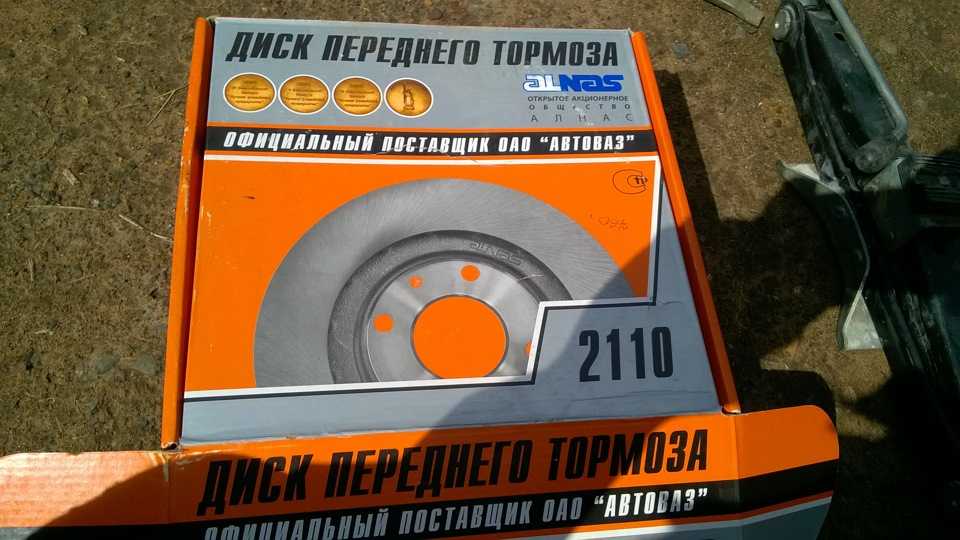 ДИСК ПЕРЕДНЕГО ТОРМОЗА
ALNAS
ОТКРЫТОЕ АКЦИОНЕРНОЕ
ОБЩЕСТВО
АЛНАС
ОФИЦИАЛЬНЫЙ ПОСТАВЩИК ОАО "АВТОВАЗ"
ALNAS
2110
ДИСК ПЕРЕДНЕГО ТОРМОЗА
ОФИЦИАЛЬНЫЙ ПОСТАВЩИК ОАО "АВТОВАЗ"